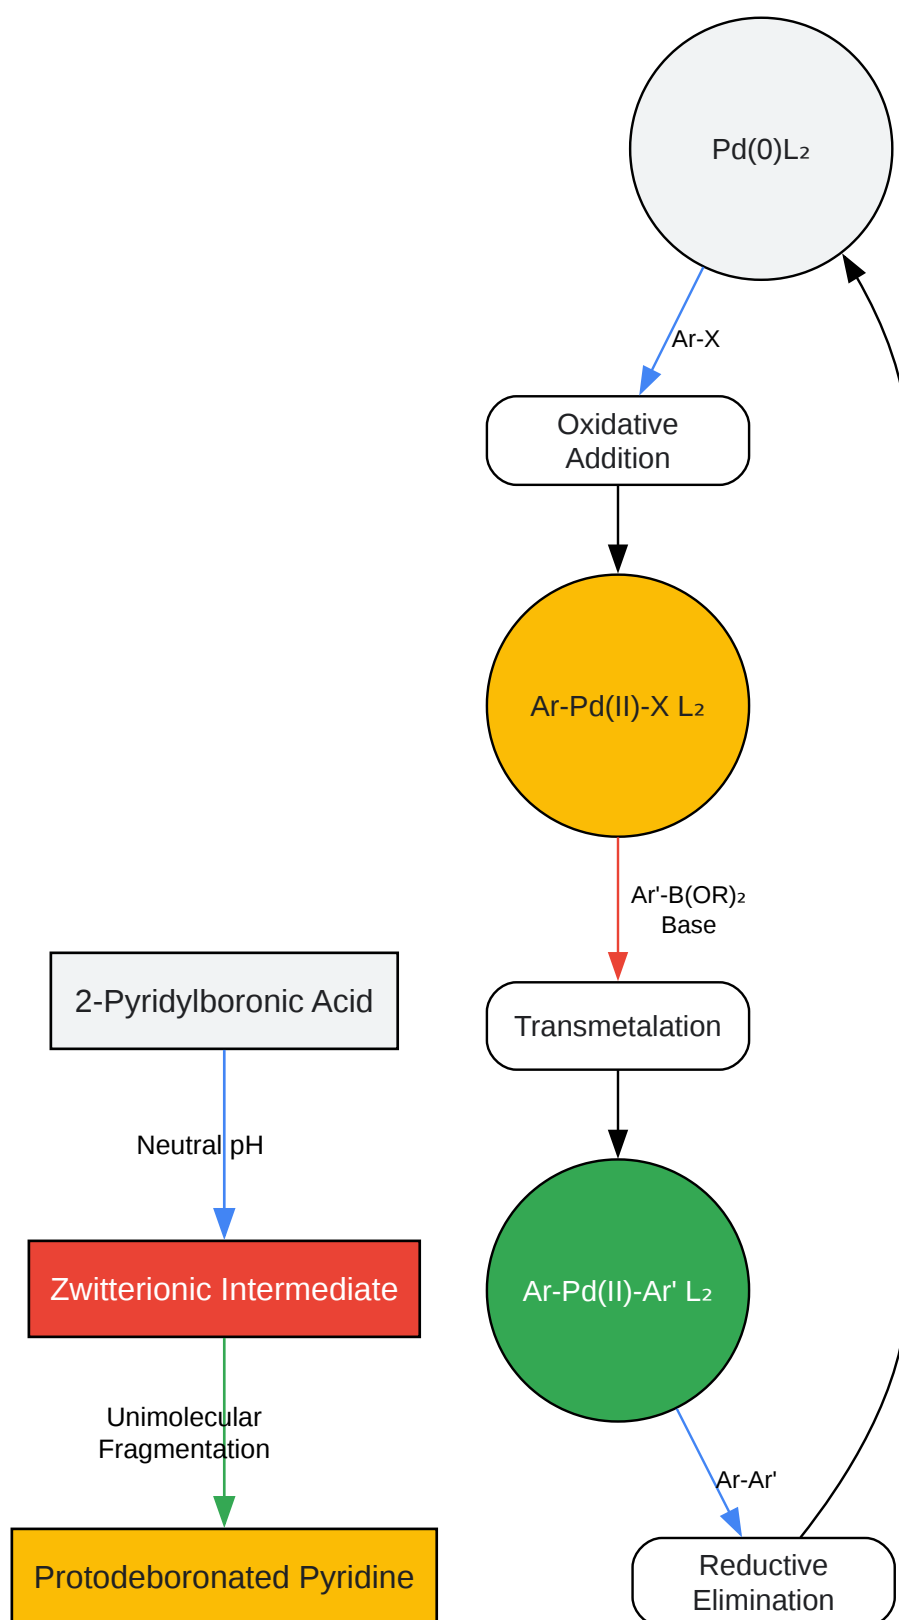 Pd(0)L₂
Ar-X
Oxidative
Addition
Ar-Pd(II)-X L₂
Ar'-B(OR)₂
Base
Transmetalation
Ar-Pd(II)-Ar' L₂
Ar-Ar'
Reductive
Elimination
2-Pyridylboronic Acid
Neutral pH
Zwitterionic Intermediate
Unimolecular
Fragmentation
Protodeboronated Pyridine